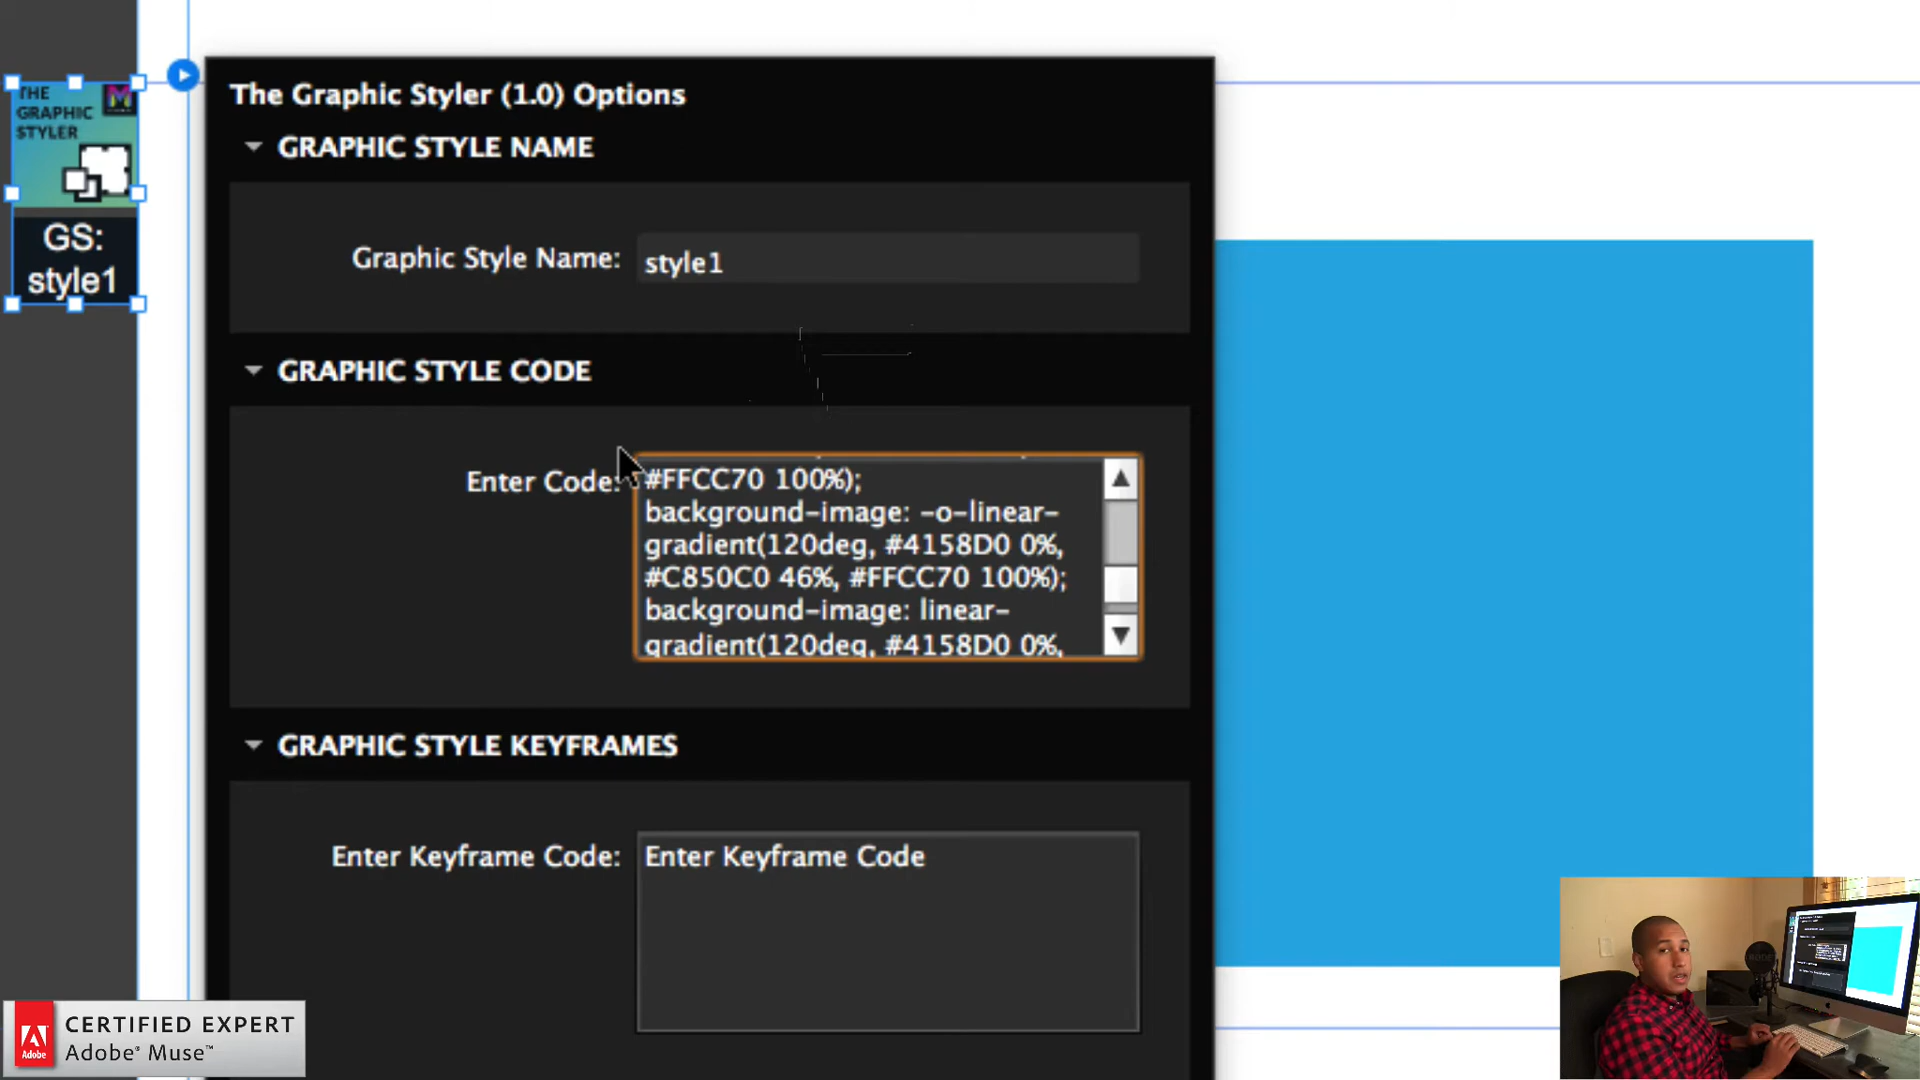 THE
GRAPHIC
STYLER
GS:
style1
The Graphic Styler (1.0) Options
GRAPHIC STYLE NAME
Graphic Style Name: style1
GRAPHIC STYLE CODE
Enter Code: #FFCC70 100%);
background-image: -o-linear-
gradient(120deg, #4158D0 0%,
#C850C0 46%, #FFCC70 100%);
background-image: linear-
gradient(120deg, #4158D0 0%,
GRAPHIC STYLE KEYFRAMES
Enter Keyframe Code: Enter Keyframe Code
CERTIFIED EXPERT
Adobe® Muse™
Adobe